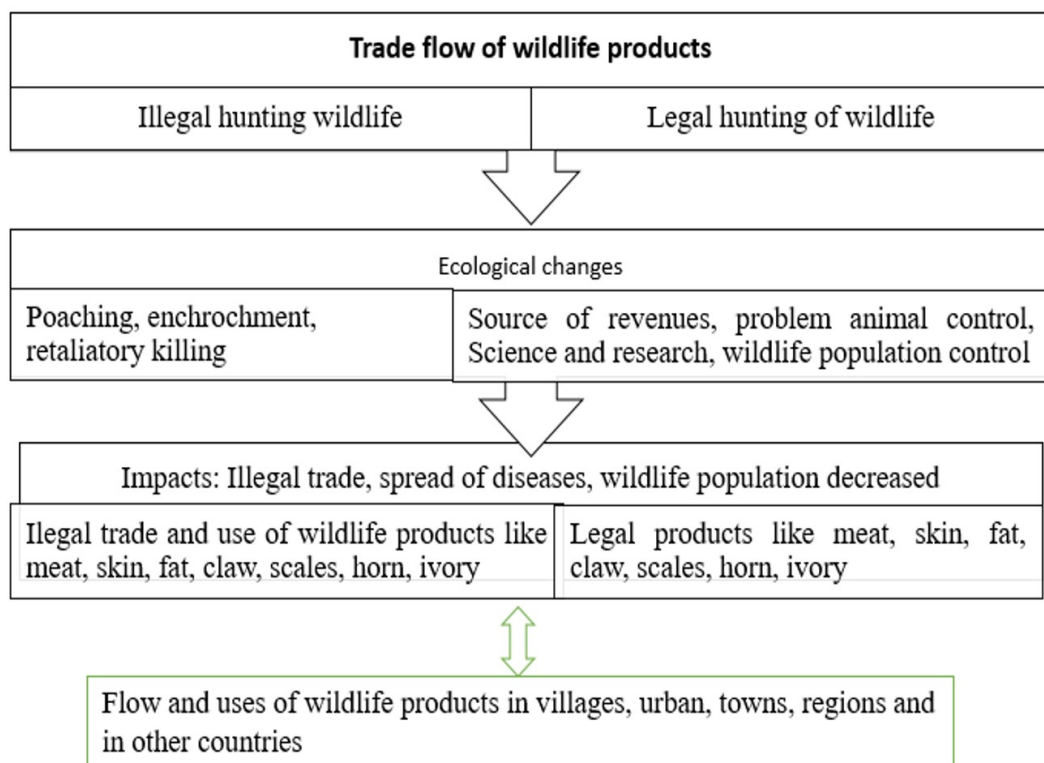 Trade flow of wildlife products
Illegal hunting wildlife
Legal hunting of wildlife
Ecological changes
Poaching, enchrochment,
retaliatory killing
Source of revenues, problem animal control,
Science and research, wildlife population control
Impacts: Illegal trade, spread of diseases, wildlife population decreased
Ilegal trade and use of wildlife products like
meat, skin, fat, claw, scales, horn, ivory
Legal products like meat, skin, fat,
claw, scales, horn, ivory
Flow and uses of wildlife products in villages, urban, towns, regions and
in other countries